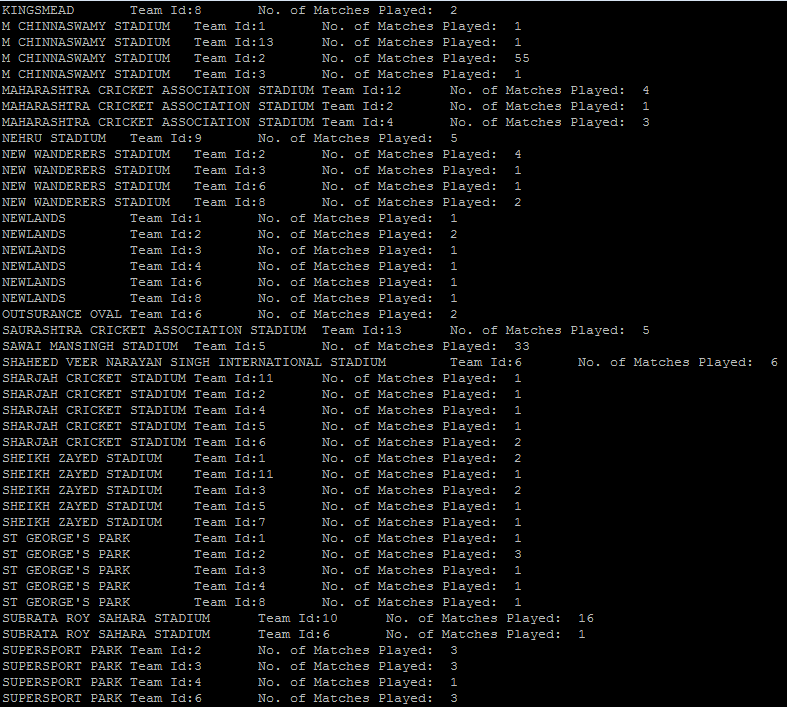 KINGSMEAD Team Id:8 No. of Matches Played: 2
M CHINNASWAMY STADIUM Team Id:1 No. of Matches Played: 1
M CHINNASWAMY STADIUM Team Id:13 No. of Matches Played: 1
M CHINNASWAMY STADIUM Team Id:2 No. of Matches Played: 55
M CHINNASWAMY STADIUM Team Id:3 No. of Matches Played: 1
MAHARASHTRA CRICKET ASSOCIATION STADIUM Team Id:12 No. of Matches Played: 4
MAHARASHTRA CRICKET ASSOCIATION STADIUM Team Id:2 No. of Matches Played: 1
MAHARASHTRA CRICKET ASSOCIATION STADIUM Team Id:4 No. of Matches Played: 3
NEHRU STADIUM Team Id:9 No. of Matches Played: 5
NEW WANDERERS STADIUM Team Id:2 No. of Matches Played: 4
NEW WANDERERS STADIUM Team Id:3 No. of Matches Played: 1
NEW WANDERERS STADIUM Team Id:6 No. of Matches Played: 1
NEW WANDERERS STADIUM Team Id:8 No. of Matches Played: 2
NEWLANDS Team Id:1 No. of Matches Played: 1
NEWLANDS Team Id:2 No. of Matches Played: 2
NEWLANDS Team Id:3 No. of Matches Played: 1
NEWLANDS Team Id:4 No. of Matches Played: 1
NEWLANDS Team Id:6 No. of Matches Played: 1
NEWLANDS Team Id:8 No. of Matches Played: 1
OUTSURANCE OVAL Team Id:6 No. of Matches Played: 2
SAURASHTRA CRICKET ASSOCIATION STADIUM Team Id:13 No. of Matches Played: 5
SAWAI MANSINGH STADIUM Team Id:5 No. of Matches Played: 33
SHAHEED VEER NARAYAN SINGH INTERNATIONAL STADIUM Team Id:6 No. of Matches Played: 6
SHARJAH CRICKET STADIUM Team Id:11 No. of Matches Played: 1
SHARJAH CRICKET STADIUM Team Id:2 No. of Matches Played: 1
SHARJAH CRICKET STADIUM Team Id:4 No. of Matches Played: 1
SHARJAH CRICKET STADIUM Team Id:5 No. of Matches Played: 1
SHARJAH CRICKET STADIUM Team Id:6 No. of Matches Played: 2
SHEIKH ZAYED STADIUM Team Id:1 No. of Matches Played: 2
SHEIKH ZAYED STADIUM Team Id:11 No. of Matches Played: 1
SHEIKH ZAYED STADIUM Team Id:3 No. of Matches Played: 2
SHEIKH ZAYED STADIUM Team Id:5 No. of Matches Played: 1
SHEIKH ZAYED STADIUM Team Id:7 No. of Matches Played: 1
ST GEORGE'S PARK Team Id:1 No. of Matches Played: 1
ST GEORGE'S PARK Team Id:2 No. of Matches Played: 3
ST GEORGE'S PARK Team Id:3 No. of Matches Played: 1
ST GEORGE'S PARK Team Id:4 No. of Matches Played: 1
ST GEORGE'S PARK Team Id:8 No. of Matches Played: 1
SUBRATA ROY SAHARA STADIUM Team Id:10 No. of Matches Played: 16
SUBRATA ROY SAHARA STADIUM Team Id:6 No. of Matches Played: 1
SUPERSPORT PARK Team Id:2 No. of Matches Played: 3
SUPERSPORT PARK Team Id:3 No. of Matches Played: 3
SUPERSPORT PARK Team Id:4 No. of Matches Played: 1
SUPERSPORT PARK Team Id:6 No. of Matches Played: 3